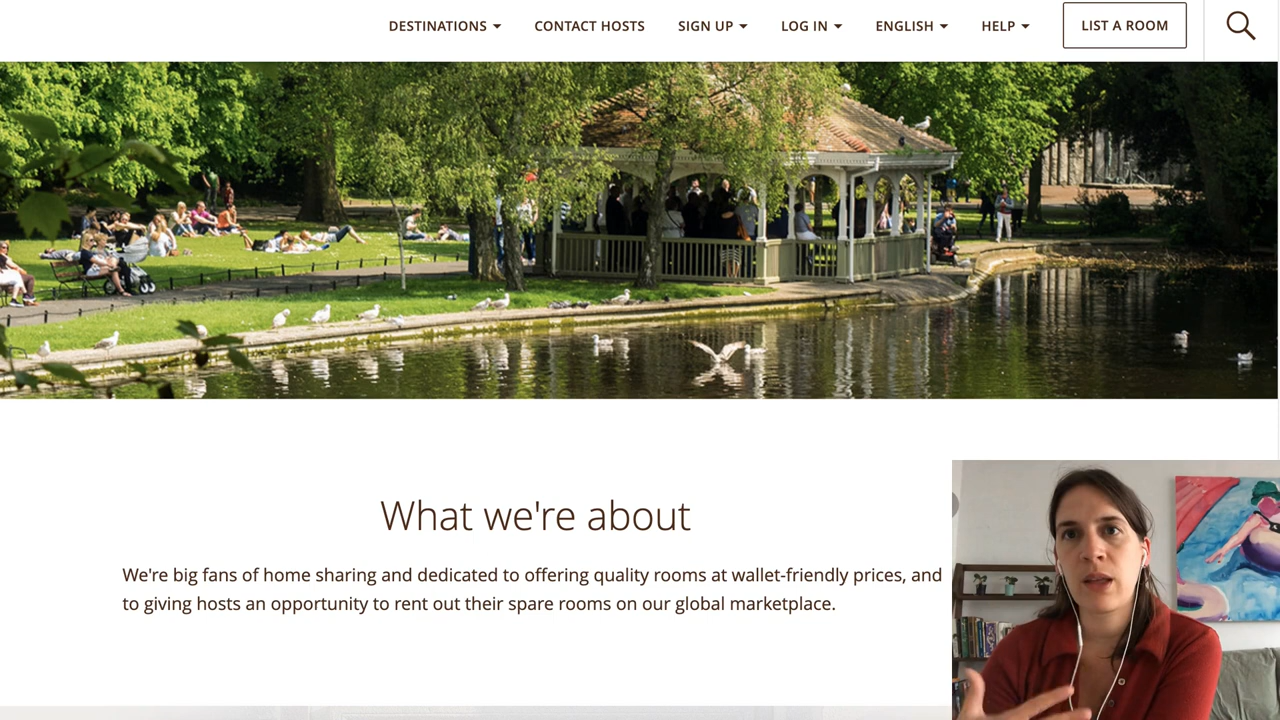 DESTINATIONS CONTACT HOSTS SIGN UP LOG IN ENGLISH HELP LIST A ROOM
What we're about
We're big fans of home sharing and dedicated to offering quality rooms at wallet-friendly prices, and
to giving hosts an opportunity to rent out their spare rooms on our global marketplace.